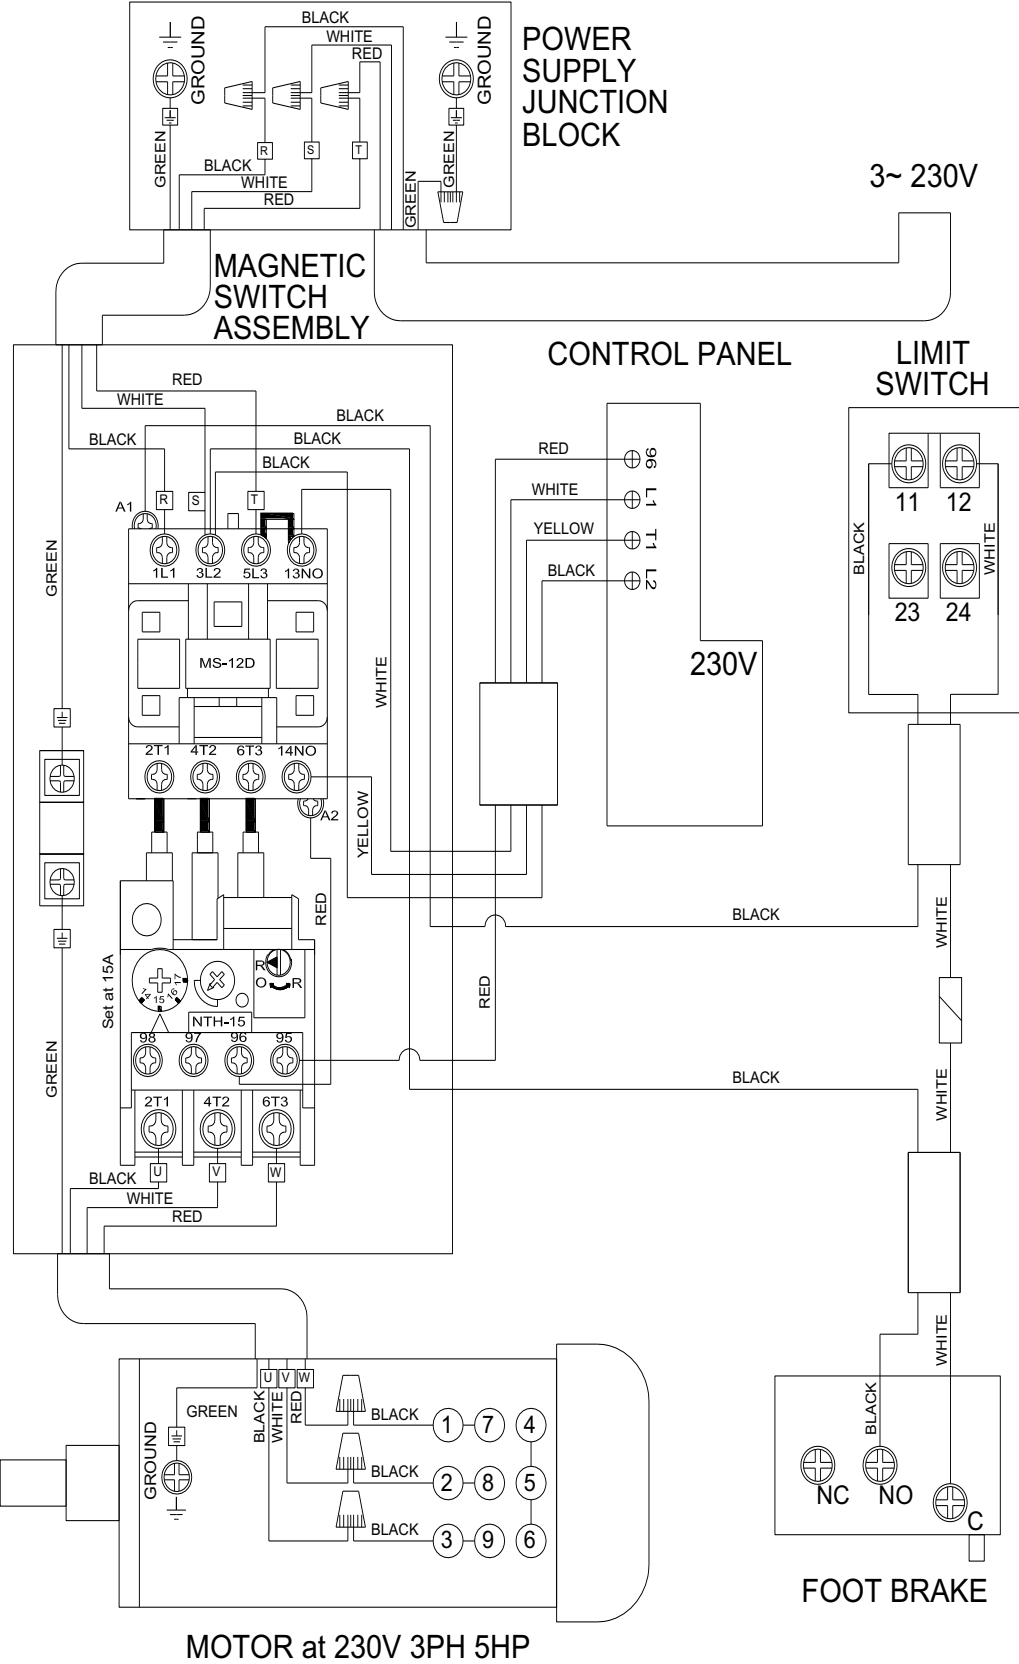 BLACK
WHITE
RED
GROUND
GROUND
POWER
SUPPLY
JUNCTION
BLOCK
GREEN
GREEN
GREEN
R
S
T
BLACK
WHITE
RED
3~ 230V
MAGNETIC
SWITCH
ASSEMBLY
CONTROL PANEL
LIMIT
SWITCH
RED
WHITE
BLACK
BLACK
BLACK
BLACK
R
S
T
A1
1L1
3L2
5L3
13NO
GREEN
MS-12D
WHITE
2T1
4T2
6T3
14NO
A2
YELLOW
RED
RED
WHITE
YELLOW
BLACK
96
L1
T1
L2
230V
11
12
23
24
BLACK
WHITE
BLACK
WHITE
RED
Set at 15A
14
15
16
17
R
O
R
NTH-15
98
97
96
95
2T1
4T2
6T3
GREEN
U
V
W
BLACK
WHITE
RED
BLACK
WHITE
WHITE
BLACK
NC
NO
C
FOOT BRAKE
U
V
W
GREEN
GROUND
BLACK
WHITE
RED
BLACK
1
7
4
BLACK
2
8
5
BLACK
3
9
6
MOTOR at 230V 3PH 5HP